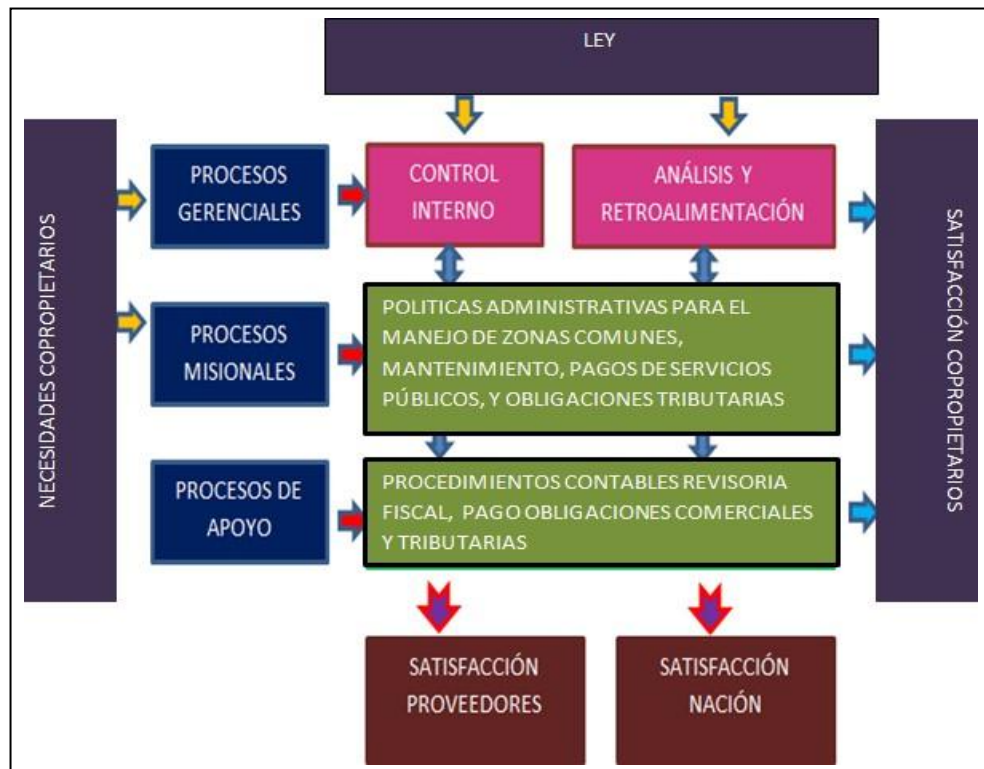 LEY
NECESIDADES COPROPIETARIOS
PROCESOS
GERENCIALES
CONTROL
INTERNO
ANÁLISIS Y
RETROALIMENTACIÓN
SATISFACCIÓN COPROPIETARIOS
PROCESOS
MISIONALES
POLITICAS ADMINISTRATIVAS PARA EL
MANEJO DE ZONAS COMUNES,
MANTENIMIENTO, PAGOS DE SERVICIOS
PÚBLICOS, Y OBLIGACIONES TRIBUTARIAS
PROCESOS DE
APOYO
PROCEDIMIENTOS CONTABLES REVISORIA
FISCAL, PAGO OBLIGACIONES COMERCIALES
Y TRIBUTARIAS
SATISFACCIÓN
PROVEEDORES
SATISFACCIÓN
NACIÓN